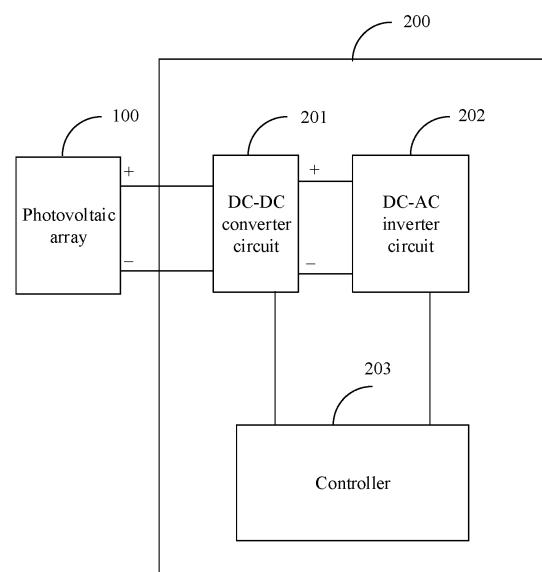 200
100
201
202
+
+
Photovoltaic
array
DC-DC
converter
circuit
DC-AC
inverter
circuit
−
−
203
Controller